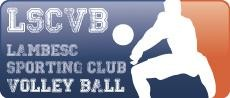 LSCVB
LAMBESC
SPORTING CLUB
VOLLEY BALL